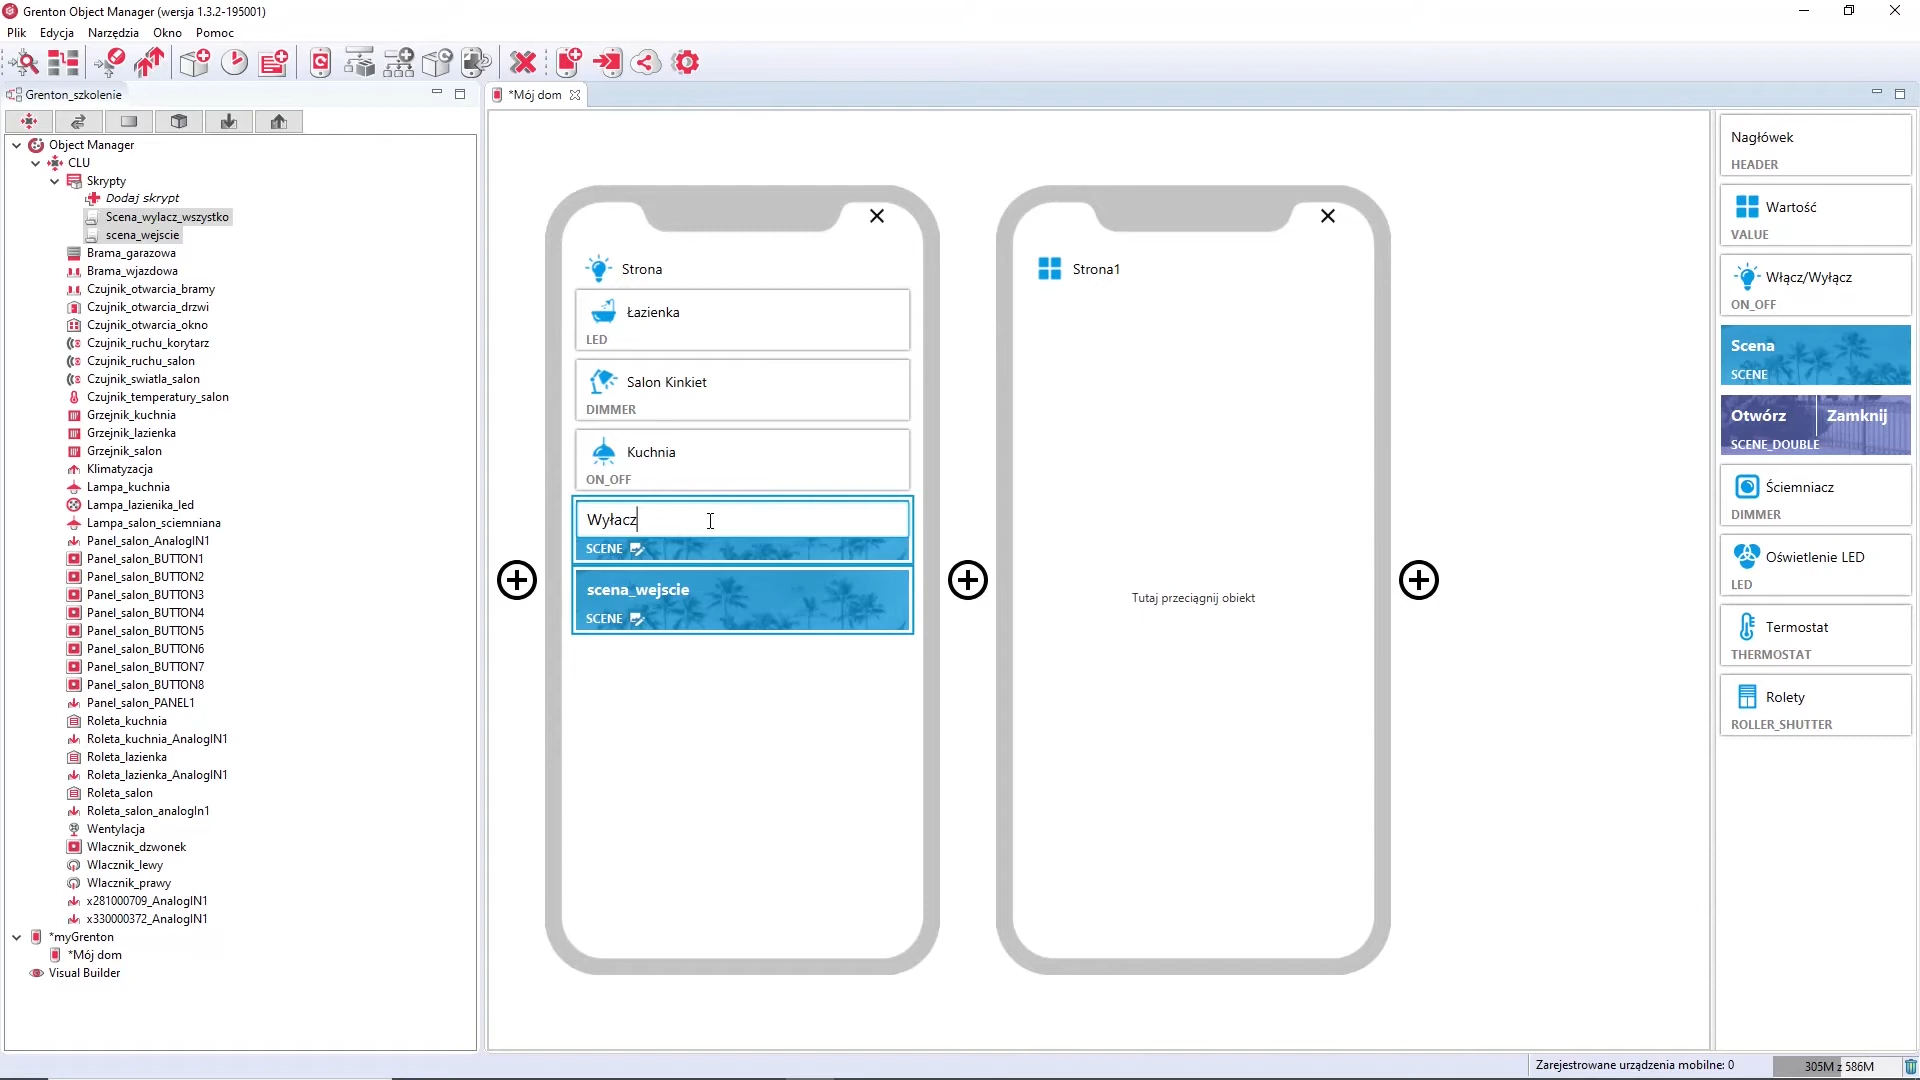 Grenton Object Manager (wersja 1.3.2-195001)
Plik Edycja Narzędzia Okno Pomoc
Grenton_szkolenie
*Mój dom
Object Manager
CLU
Skrypty
Dodaj skrypt
Scena_wylacz_wszystko
scena_wejscie
Brama_garazowa
Brama_wjazdowa
Czujnik_otwarcia_bramy
Czujnik_otwarcia_drzwi
Czujnik_otwarcia_okno
Czujnik_ruchu_korytarz
Czujnik_ruchu_salon
Czujnik_swiatla_salon
Czujnik_temperatury_salon
Grzejnik_kuchnia
Grzejnik_lazienka
Grzejnik_salon
Klimatyzacja
Lampa_kuchnia
Lampa_lazienika_led
Lampa_salon_sciemniana
Panel_salon_AnalogIN1
Panel_salon_BUTTON1
Panel_salon_BUTTON2
Panel_salon_BUTTON3
Panel_salon_BUTTON4
Panel_salon_BUTTON5
Panel_salon_BUTTON6
Panel_salon_BUTTON7
Panel_salon_BUTTON8
Panel_salon_PANEL1
Roleta_kuchnia
Roleta_kuchnia_AnalogIN1
Roleta_lazienka
Roleta_lazienka_AnalogIN1
Roleta_salon
Roleta_salon_analogIn1
Wentylacja
Wlacznik_dzwonek
Wlacznik_lewy
Wlacznik_prawy
x281000709_AnalogIN1
x330000372_AnalogIN1
*myGrenton
*Mój dom
Visual Builder
Strona
Łazienka
LED
Salon Kinkiet
DIMMER
Kuchnia
ON_OFF
Wyłacz
SCENE
scena_wejscie
SCENE
Strona1
Tutaj przeciągnij obiekt
Nagłówek
HEADER
Wartość
VALUE
Włącz/Wyłącz
ON_OFF
Scena
SCENE
Otwórz Zamknij
SCENE_DOUBLE
Ściemniacz
DIMMER
Oświetlenie LED
LED
Termostat
THERMOSTAT
Rolety
ROLLER_SHUTTER
Zarejestrowane urządzenia mobilne: 0
305M z 586M